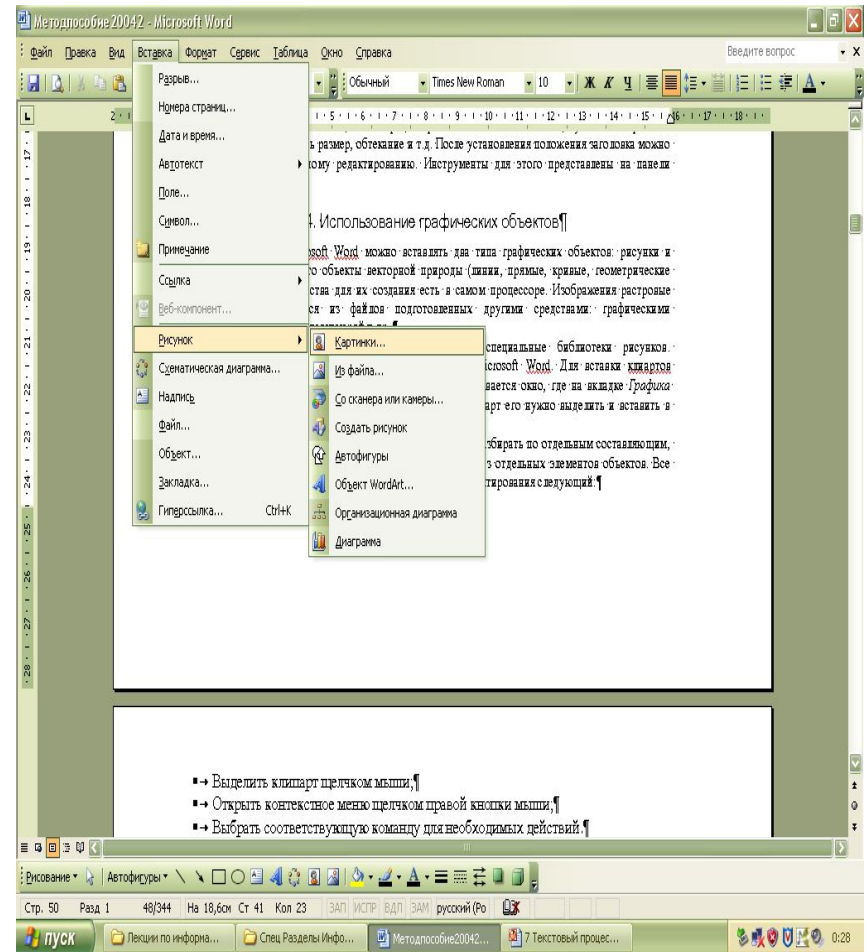 Методпособие20042 - Microsoft Word
Файл Правка Вид Вставка Формат Сервис Таблица Окно Справка
Введите вопрос
Обычный Times New Roman 10 Ж К Ч А
Разрыв...
Номера страниц...
Дата и время...
Автотекст
Поле...
Символ...
Примечание
Ссылка
Веб-компонент...
Рисунок
Схематическая диаграмма...
Надпись
Файл...
Объект...
Закладка...
Гиперссылка... Ctrl+K
Картинки...
Из файла...
Со сканера или камеры...
Создать рисунок
Автофигуры
Объект WordArt...
Организационная диаграмма
Диаграмма
ь размер, обтекание и т.д. После установления положения заголовка можно
ому редактированию. Инструменты для этого представлены на панели
4. Использование графических объектов¶
osoft Word можно вставлять два типа графических объектов: рисунки и
о объекты векторной природы (линии, прямые, кривые, геометрические
ства для их создания есть в самом процессоре. Изображения растровые
ся из файлов подготовленных другими средствами: графическими
специальные библиотеки рисунков.
icrosoft Word. Для вставки клиартов
вается окно, где на вкладке Графика
арт его нужно выделить и вставить в
збирать по отдельным составляющим,
з отдельных элементов объектов. Все
тирования следующий:¶
Выделить клипарт щелчком мыши;¶
Открыть контекстное меню щелчком правой кнопки мыши;¶
Выбрать соответствующую команду для необходимых действий.¶
Рисование Автофигуры
Стр. 50 Разд 1 48/344 На 18,6см Ст 41 Кол 23 ЗАП ИСПР ВДЛ ЗАМ русский (Ро
пуск Лекции по информа... Спец Разделы Инфо... Методпособие20042... 7 Текстовый процес... 0:28